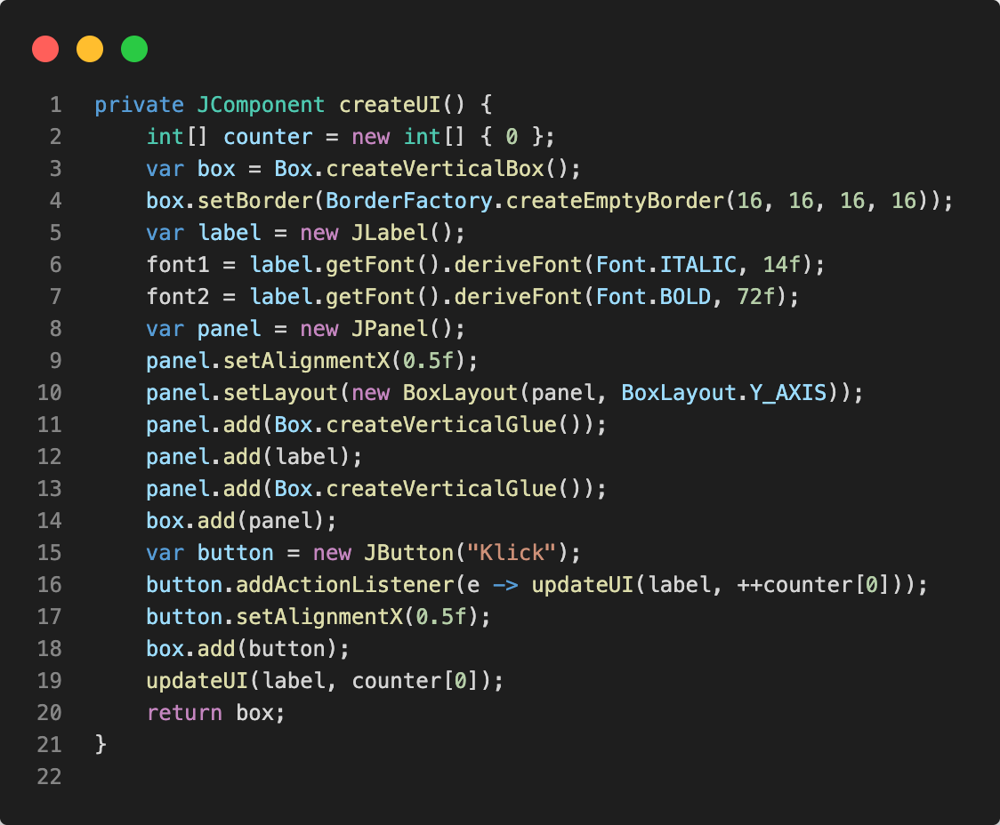 1 private JComponent createUI() {
2     int[] counter = new int[] { 0 };
3     var box = Box.createVerticalBox();
4     box.setBorder(BorderFactory.createEmptyBorder(16, 16, 16, 16));
5     var label = new JLabel();
6     font1 = label.getFont().deriveFont(Font.ITALIC, 14f);
7     font2 = label.getFont().deriveFont(Font.BOLD, 72f);
8     var panel = new JPanel();
9     panel.setAlignmentX(0.5f);
10     panel.setLayout(new BoxLayout(panel, BoxLayout.Y_AXIS));
11     panel.add(Box.createVerticalGlue());
12     panel.add(label);
13     panel.add(Box.createVerticalGlue());
14     box.add(panel);
15     var button = new JButton("Klick");
16     button.addActionListener(e -> updateUI(label, ++counter[0]));
17     button.setAlignmentX(0.5f);
18     box.add(button);
19     updateUI(label, counter[0]);
20     return box;
21 }
22